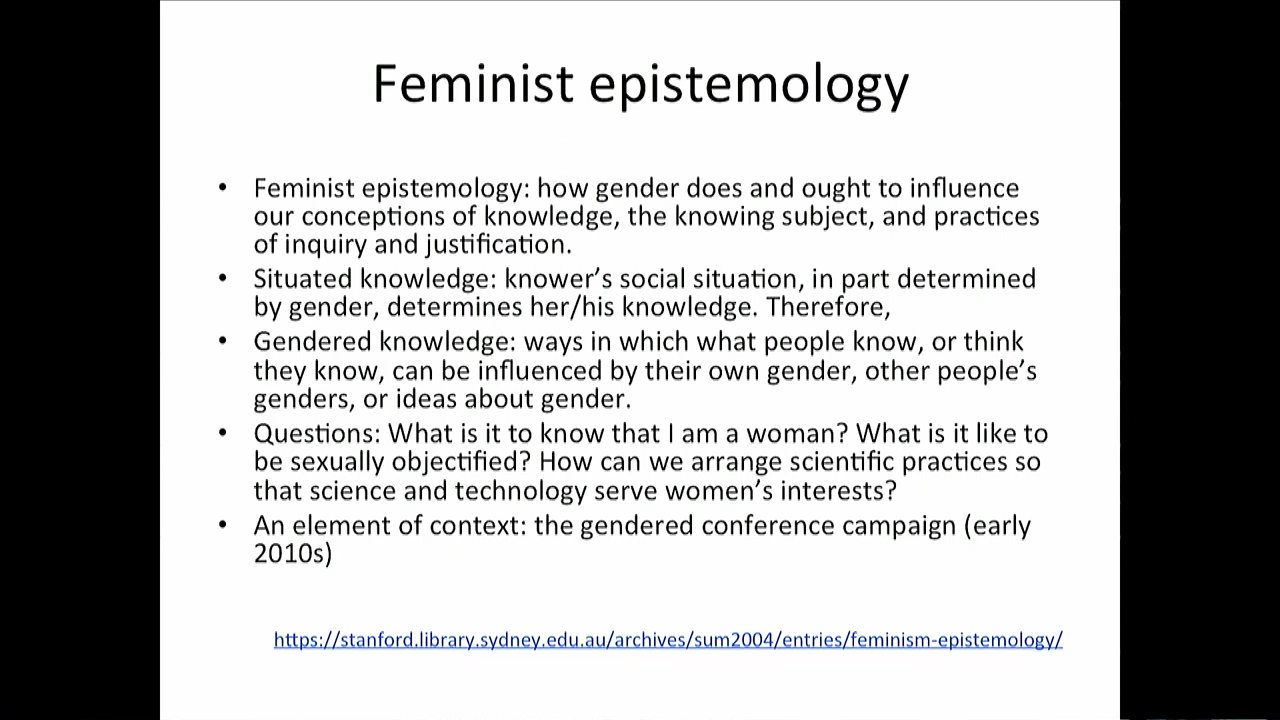 Feminist epistemology
• Feminist epistemology: how gender does and ought to influence
our conceptions of knowledge, the knowing subject, and practices
of inquiry and justification.
• Situated knowledge: knower’s social situation, in part determined
by gender, determines her/his knowledge. Therefore,
• Gendered knowledge: ways in which what people know, or think
they know, can be influenced by their own gender, other people’s
genders, or ideas about gender.
• Questions: What is it to know that I am a woman? What is it like to
be sexually objectified? How can we arrange scientific practices so
that science and technology serve women’s interests?
• An element of context: the gendered conference campaign (early
2010s)
https://stanford.library.sydney.edu.au/archives/sum2004/entries/feminism-epistemology/